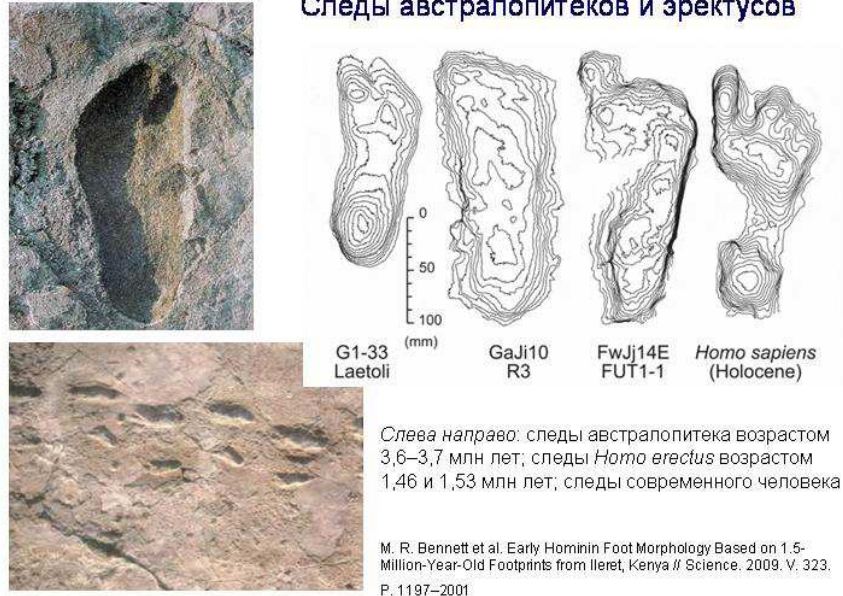 Следы австралопитеков и эректусов
0
50
100
(mm)
G1-33
Laetoli
GaJi10
R3
FwJj14E
FUT1-1
Homo sapiens
(Holocene)
Слева направо: следы австралопитека возрастом
3,6–3,7 млн лет; следы Homo erectus возрастом
1,46 и 1,53 млн лет; следы современного человека
M. R. Bennett et al. Early Hominin Foot Morphology Based on 1.5-
Million-Year-Old Footprints from Ileret, Kenya // Science. 2009. V. 323.
P. 1197–2001